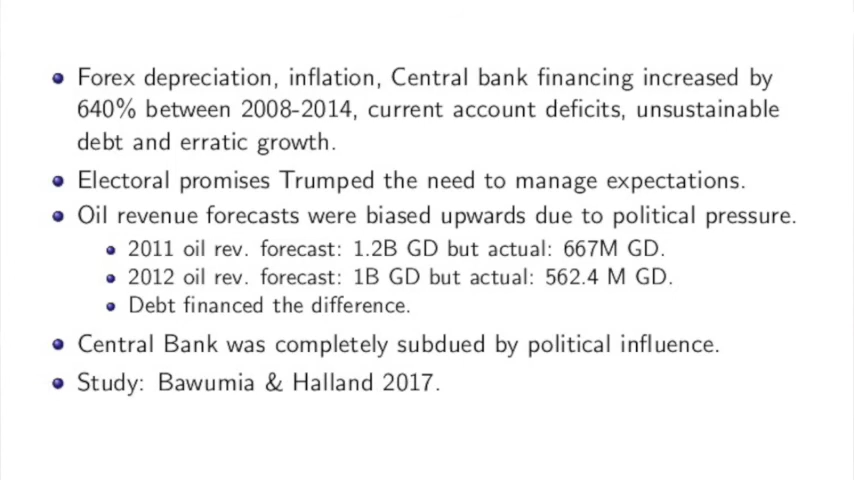 Forex depreciation, inflation, Central bank financing increased by
640% between 2008-2014, current account deficits, unsustainable
debt and erratic growth.
Electoral promises Trumped the need to manage expectations.
Oil revenue forecasts were biased upwards due to political pressure.
2011 oil rev. forecast: 1.2B GD but actual: 667M GD.
2012 oil rev. forecast: 1B GD but actual: 562.4 M GD.
Debt financed the difference.
Central Bank was completely subdued by political influence.
Study: Bawumia & Halland 2017.